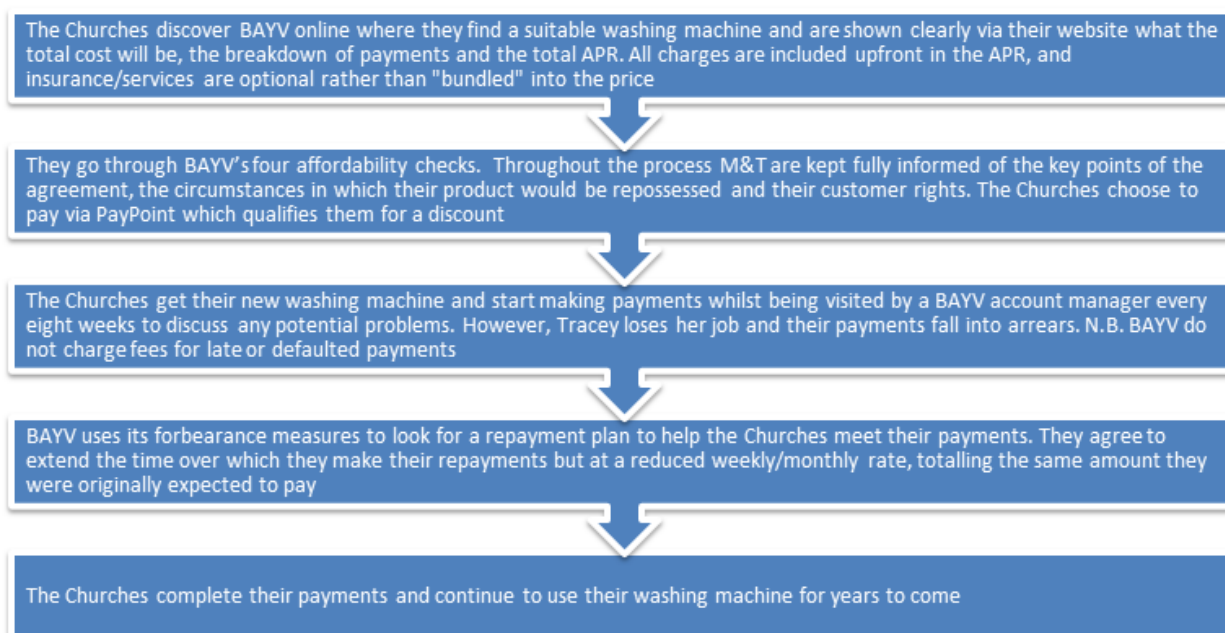 The Churches discover BAYV online where they find a suitable washing machine and are shown clearly via their website what the
total cost will be, the breakdown of payments and the total APR. All charges are included upfront in the APR, and
insurance/services are optional rather than "bundled" into the price
They go through BAYV's four affordability checks. Throughout the process M&T are kept fully informed of the key points of the
agreement, the circumstances in which their product would be repossessed and their customer rights. The Churches choose to
pay via PayPoint which qualifies them for a discount
The Churches get their new washing machine and start making payments whilst being visited by a BAYV account manager every
eight weeks to discuss any potential problems. However, Tracey loses her job and their payments fall into arrears. N.B. BAYV do
not charge fees for late or defaulted payments
BAYV uses its forbearance measures to look for a repayment plan to help the Churches meet their payments. They agree to
extend the time over which they make their repayments but at a reduced weekly/monthly rate, totalling the same amount they
were originally expected to pay
The Churches complete their payments and continue to use their washing machine for years to come